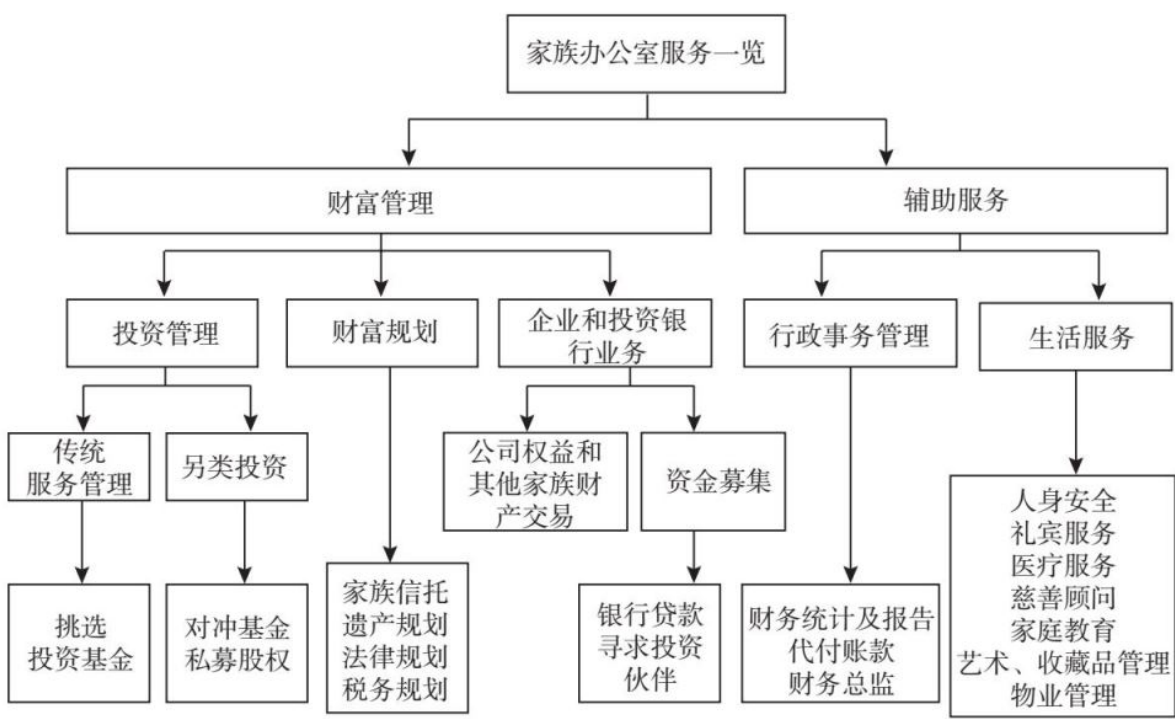 家族办公室服务一览
财富管理
辅助服务
投资管理
财富规划
企业和投资银
行业务
行政事务管理
生活服务
传统
服务管理
另类投资
公司权益和
其他家族财
产交易
资金募集
挑选
投资基金
对冲基金
私募股权
家族信托
遗产规划
法律规划
税务规划
银行贷款
寻求投资
伙伴
财务统计及报告
代付账款
财务总监
人身安全
礼宾服务
医疗服务
慈善顾问
家庭教育
艺术、收藏品管理
物业管理